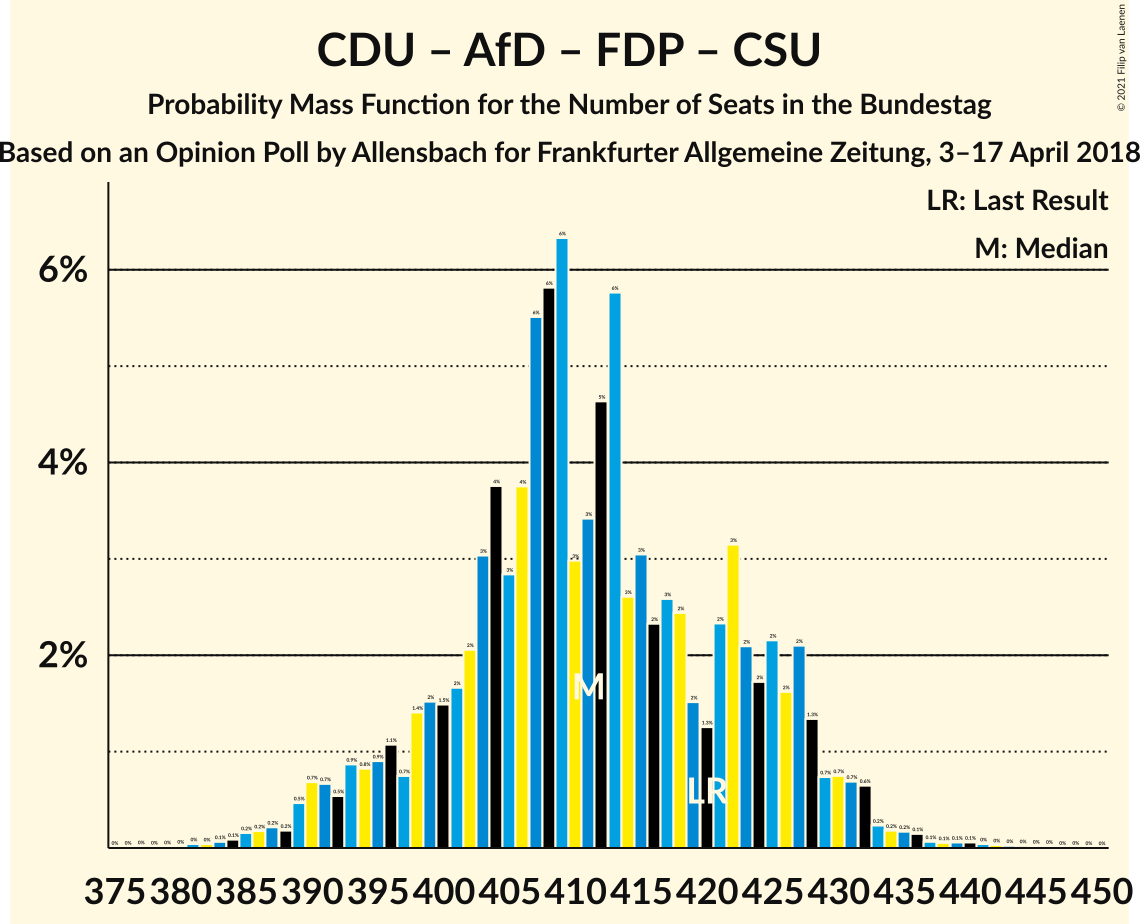 CDU – AfD – FDP – CSU
Probability Mass Function for the Number of Seats in the Bundestag
Based on an Opinion Poll by Allensbach for Frankfurter Allgemeine Zeitung, 3–17 April 2018
© 2021 Filip van Laenen
LR: Last Result
M: Median
6%
4%
2%
M
LR
375 380 385 390 395 400 405 410 415 420 425 430 435 440 445 450